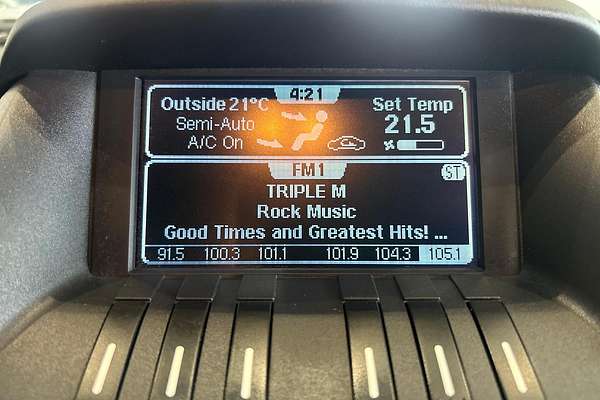 4:21
Outside 21°C
Set Temp
Semi-Auto
21.5
A/C On
FM1
ST
TRIPLE M
Rock Music
Good Times and Greatest Hits! ...
91.5 100.3 101.1 101.9 104.3 105.1